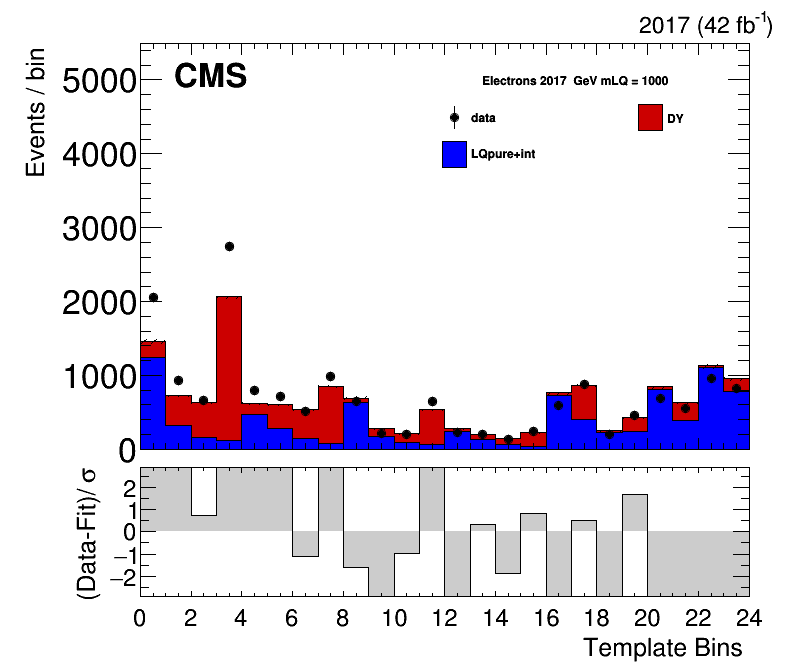 2017 (42 fb⁻¹)
CMS
Electrons 2017 GeV mLQ = 1000
data
DY
LQpure+int
Events / bin
5000
4000
3000
2000
1000
0
(Data-Fit)/ σ
2
1
0
−1
−2
0 2 4 6 8 10 12 14 16 18 20 22 24
Template Bins